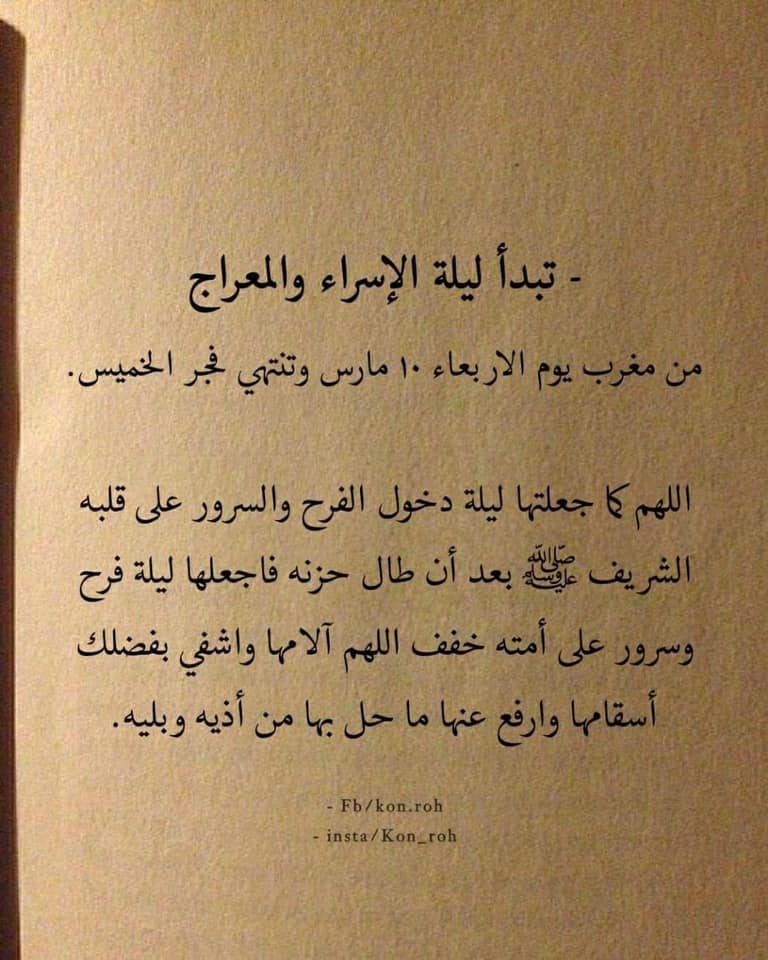 - تبدأ ليلة الإسراء والمعراج
من مغرب يوم الاربعاء ١٠ مارس وتنتهي فجر الخميس.
اللهم كما جعلتها ليلة دخول الفرح والسرور على قلبه
الشريف ﷺ بعد أن طال حزنه فاجعلها ليلة فرح
وسرور على أمته خفف اللهم آلامها واشفي بفضلك
أسقامها وارفع عنها ما حل بها من أذيه وبليه.
- Fb/kon.roh
- insta/Kon_roh